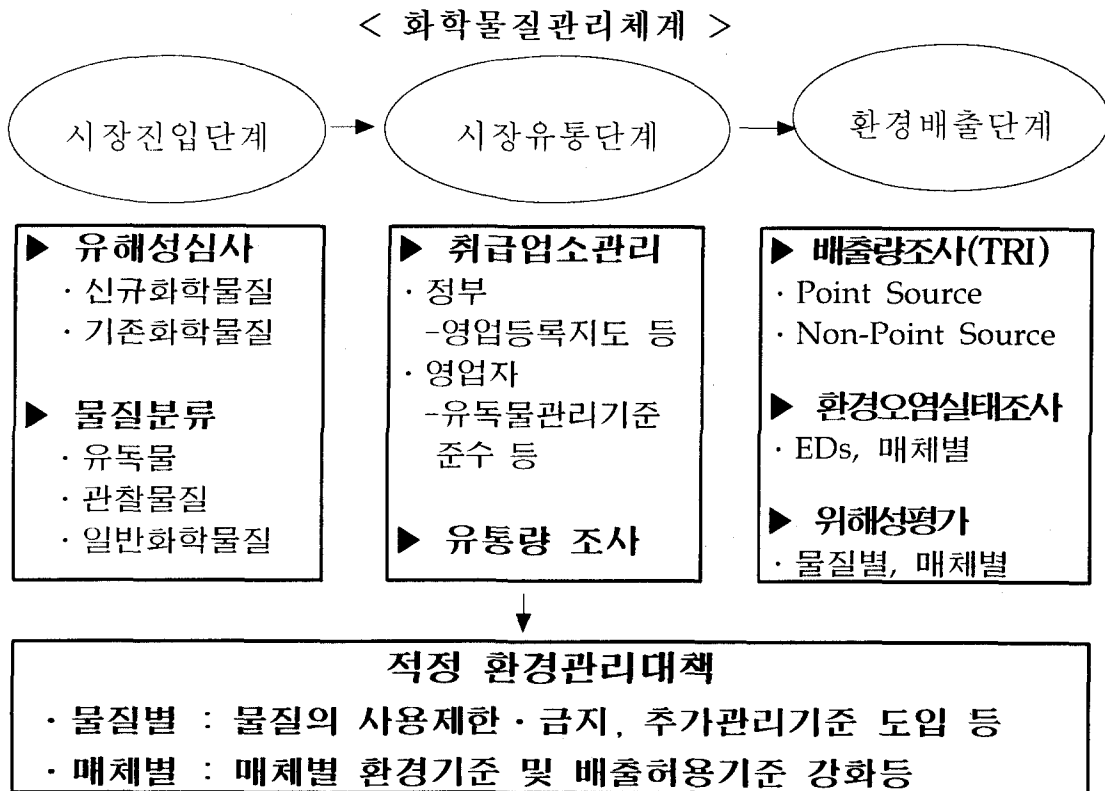 < 화학물질관리체계 >
시장진입단계
시장유통단계
환경배출단계
▶ 유해성심사
· 신규화학물질
· 기존화학물질
▶ 물질분류
· 유독물
· 관찰물질
· 일반화학물질
▶ 취급업소관리
· 정부
-영업등록지도 등
· 영업자
-유독물관리기준
준수 등
▶ 유통량 조사
▶ 배출량조사(TRI)
· Point Source
· Non-Point Source
▶ 환경오염실태조사
· EDs, 매체별
▶ 위해성평가
· 물질별, 매체별
적정 환경관리대책
· 물질별 : 물질의 사용제한 · 금지, 추가관리기준 도입 등
· 매체별 : 매체별 환경기준 및 배출허용기준 강화등